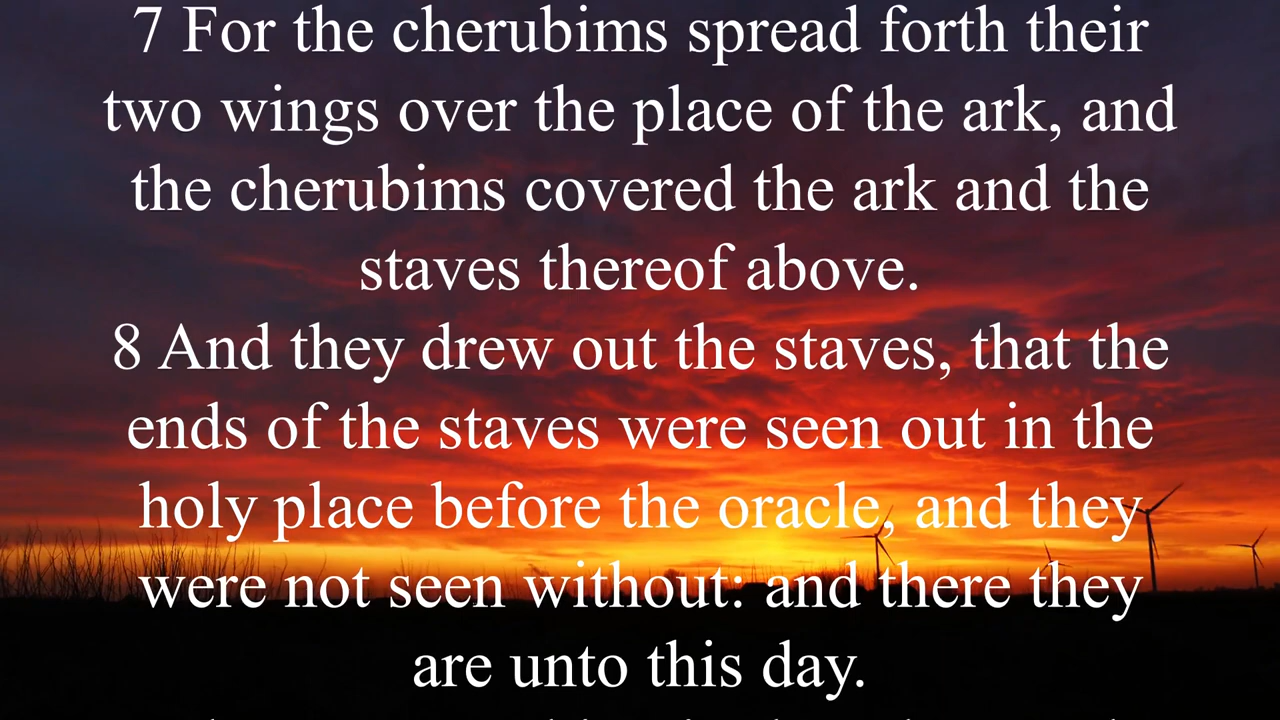 7 For the cherubims spread forth their
two wings over the place of the ark, and
the cherubims covered the ark and the
staves thereof above.
8 And they drew out the staves, that the
ends of the staves were seen out in the
holy place before the oracle, and they
were not seen without: and there they
are unto this day.